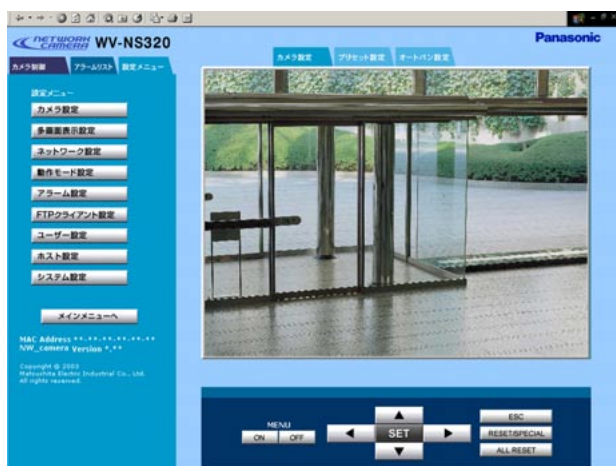 NETWORK CAMERA WV-NS320
Panasonic
カメラ制御 アラームリスト 設定メニュー
カメラ設定 プリセット設定 オートパン設定
設定メニュー
カメラ設定
多画面表示設定
ネットワーク設定
動作モード設定
アラーム設定
FTPクライアント設定
ユーザー設定
ホスト設定
システム設定
メインメニューへ
MAC Address **.**.**.**.**.**
NW_camera Version *.**
Copyright © 2003
Matsushita Electric Industrial Co., Ltd.
All rights reserved.
MENU
ON OFF
SET
ESC
RESET/SPECIAL
ALL RESET